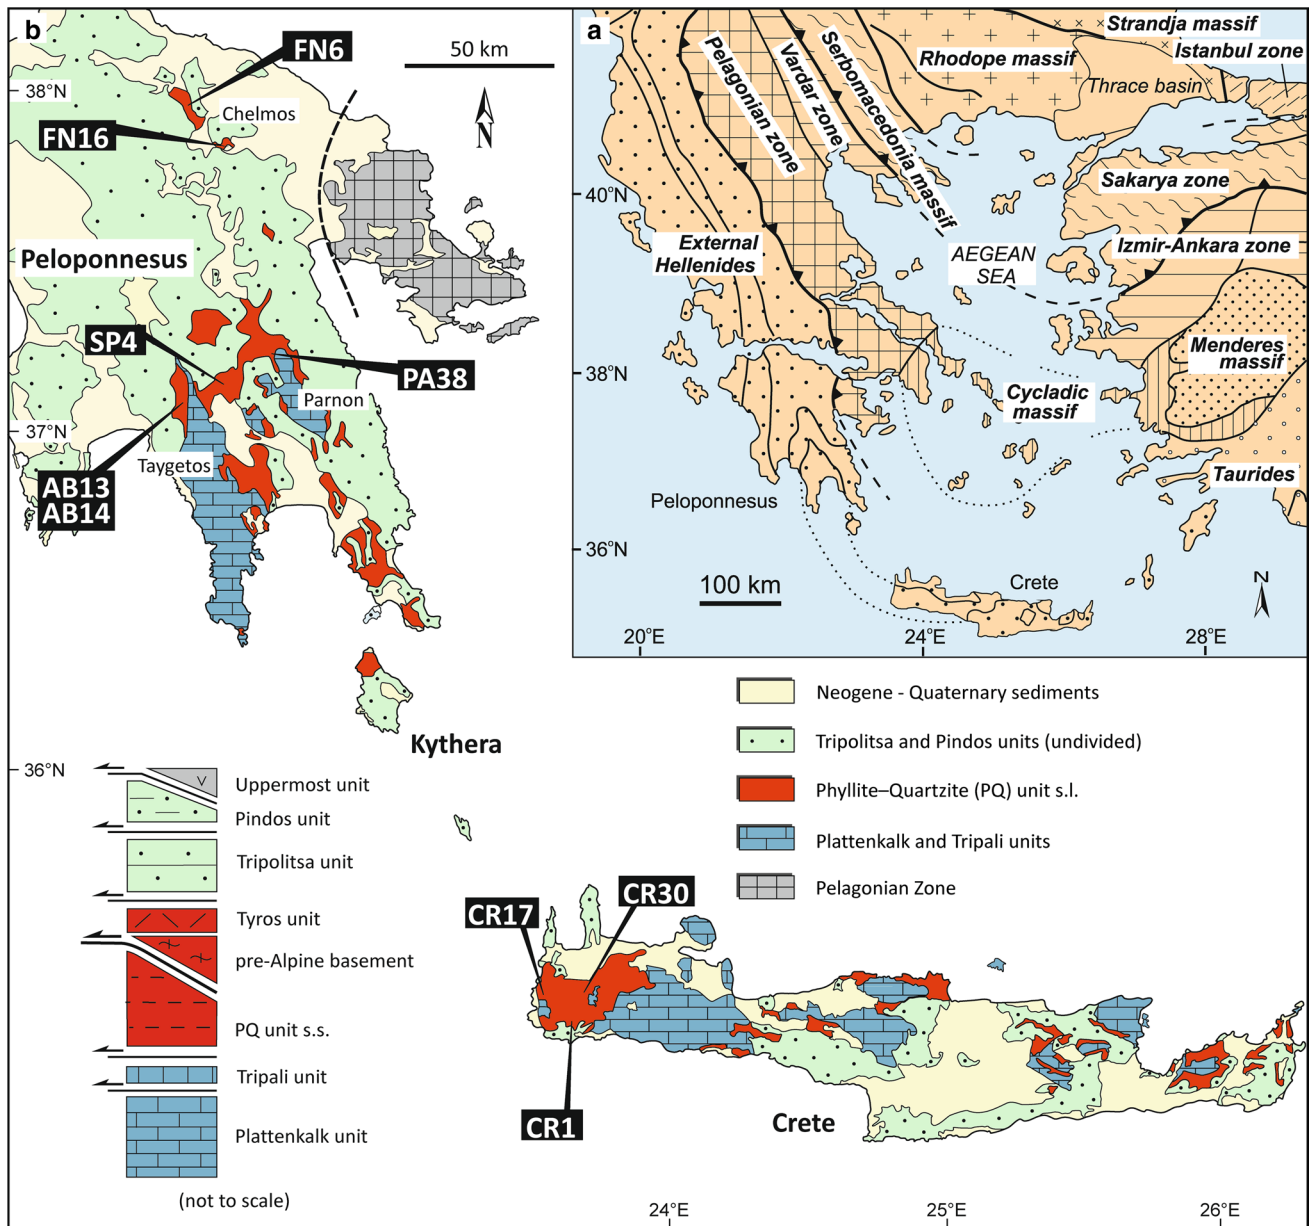 b
FN6
50 km
38°N
Chelmos
FN16
N
Peloponnesus
SP4
PA38
Parnon
37°N
Taygetos
AB13
AB14
Kythera
36°N
a
Strandja massif
Istanbul zone
Rhodope massif
Thrace basin
Pelagonian zone
Vardar zone
Serbomacedonia massif
40°N
Sakarya zone
External
Hellenides
AEGEAN
SEA
Izmir-Ankara zone
Menderes
massif
38°N
Cycladic
massif
Taurides
Peloponnesus
36°N
100 km
Crete
N
20°E
24°E
28°E
Neogene - Quaternary sediments
Tripolitsa and Pindos units (undivided)
Phyllite–Quartzite (PQ) unit s.l.
Plattenkalk and Tripali units
Pelagonian Zone
Uppermost unit
Pindos unit
Tripolitsa unit
Tyros unit
pre-Alpine basement
PQ unit s.s.
Tripali unit
Plattenkalk unit
(not to scale)
CR17
CR30
CR1
Crete
24°E
25°E
26°E